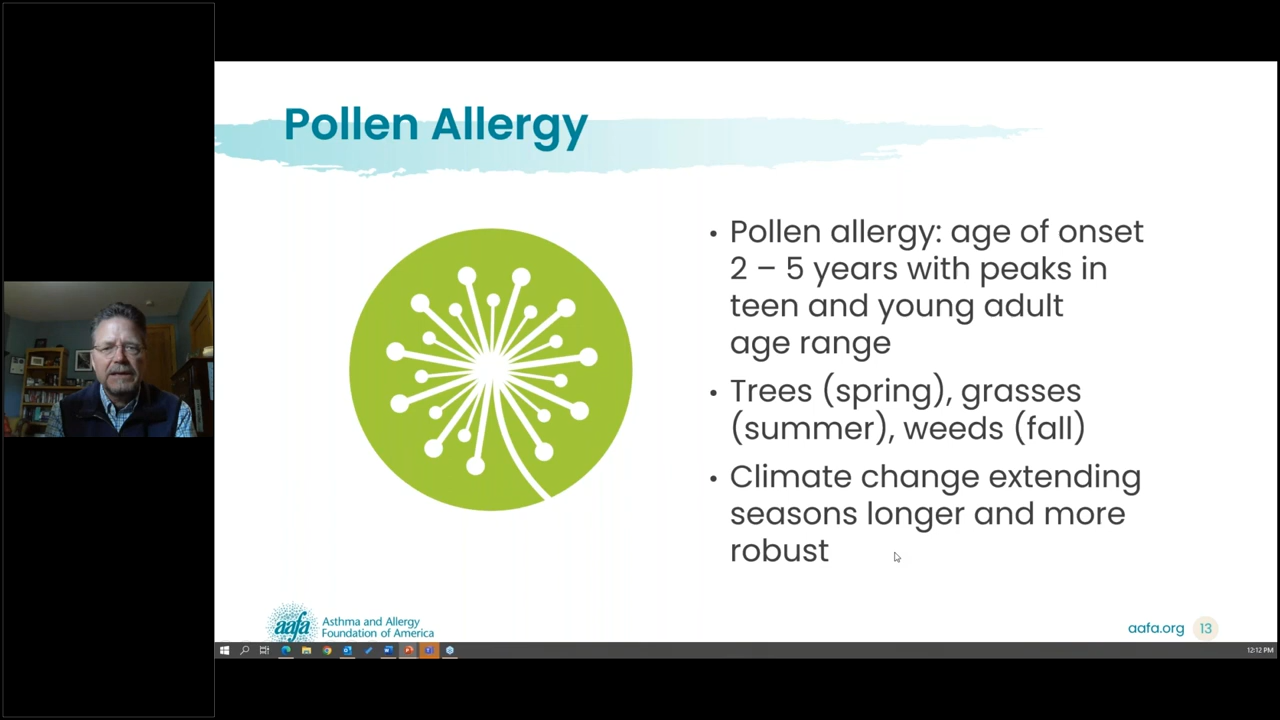 Pollen Allergy
• Pollen allergy: age of onset
2 – 5 years with peaks in
teen and young adult
age range
• Trees (spring), grasses
(summer), weeds (fall)
• Climate change extending
seasons longer and more
robust
aafa
Asthma and Allergy
Foundation of America
aafa.org 13
12:12 PM